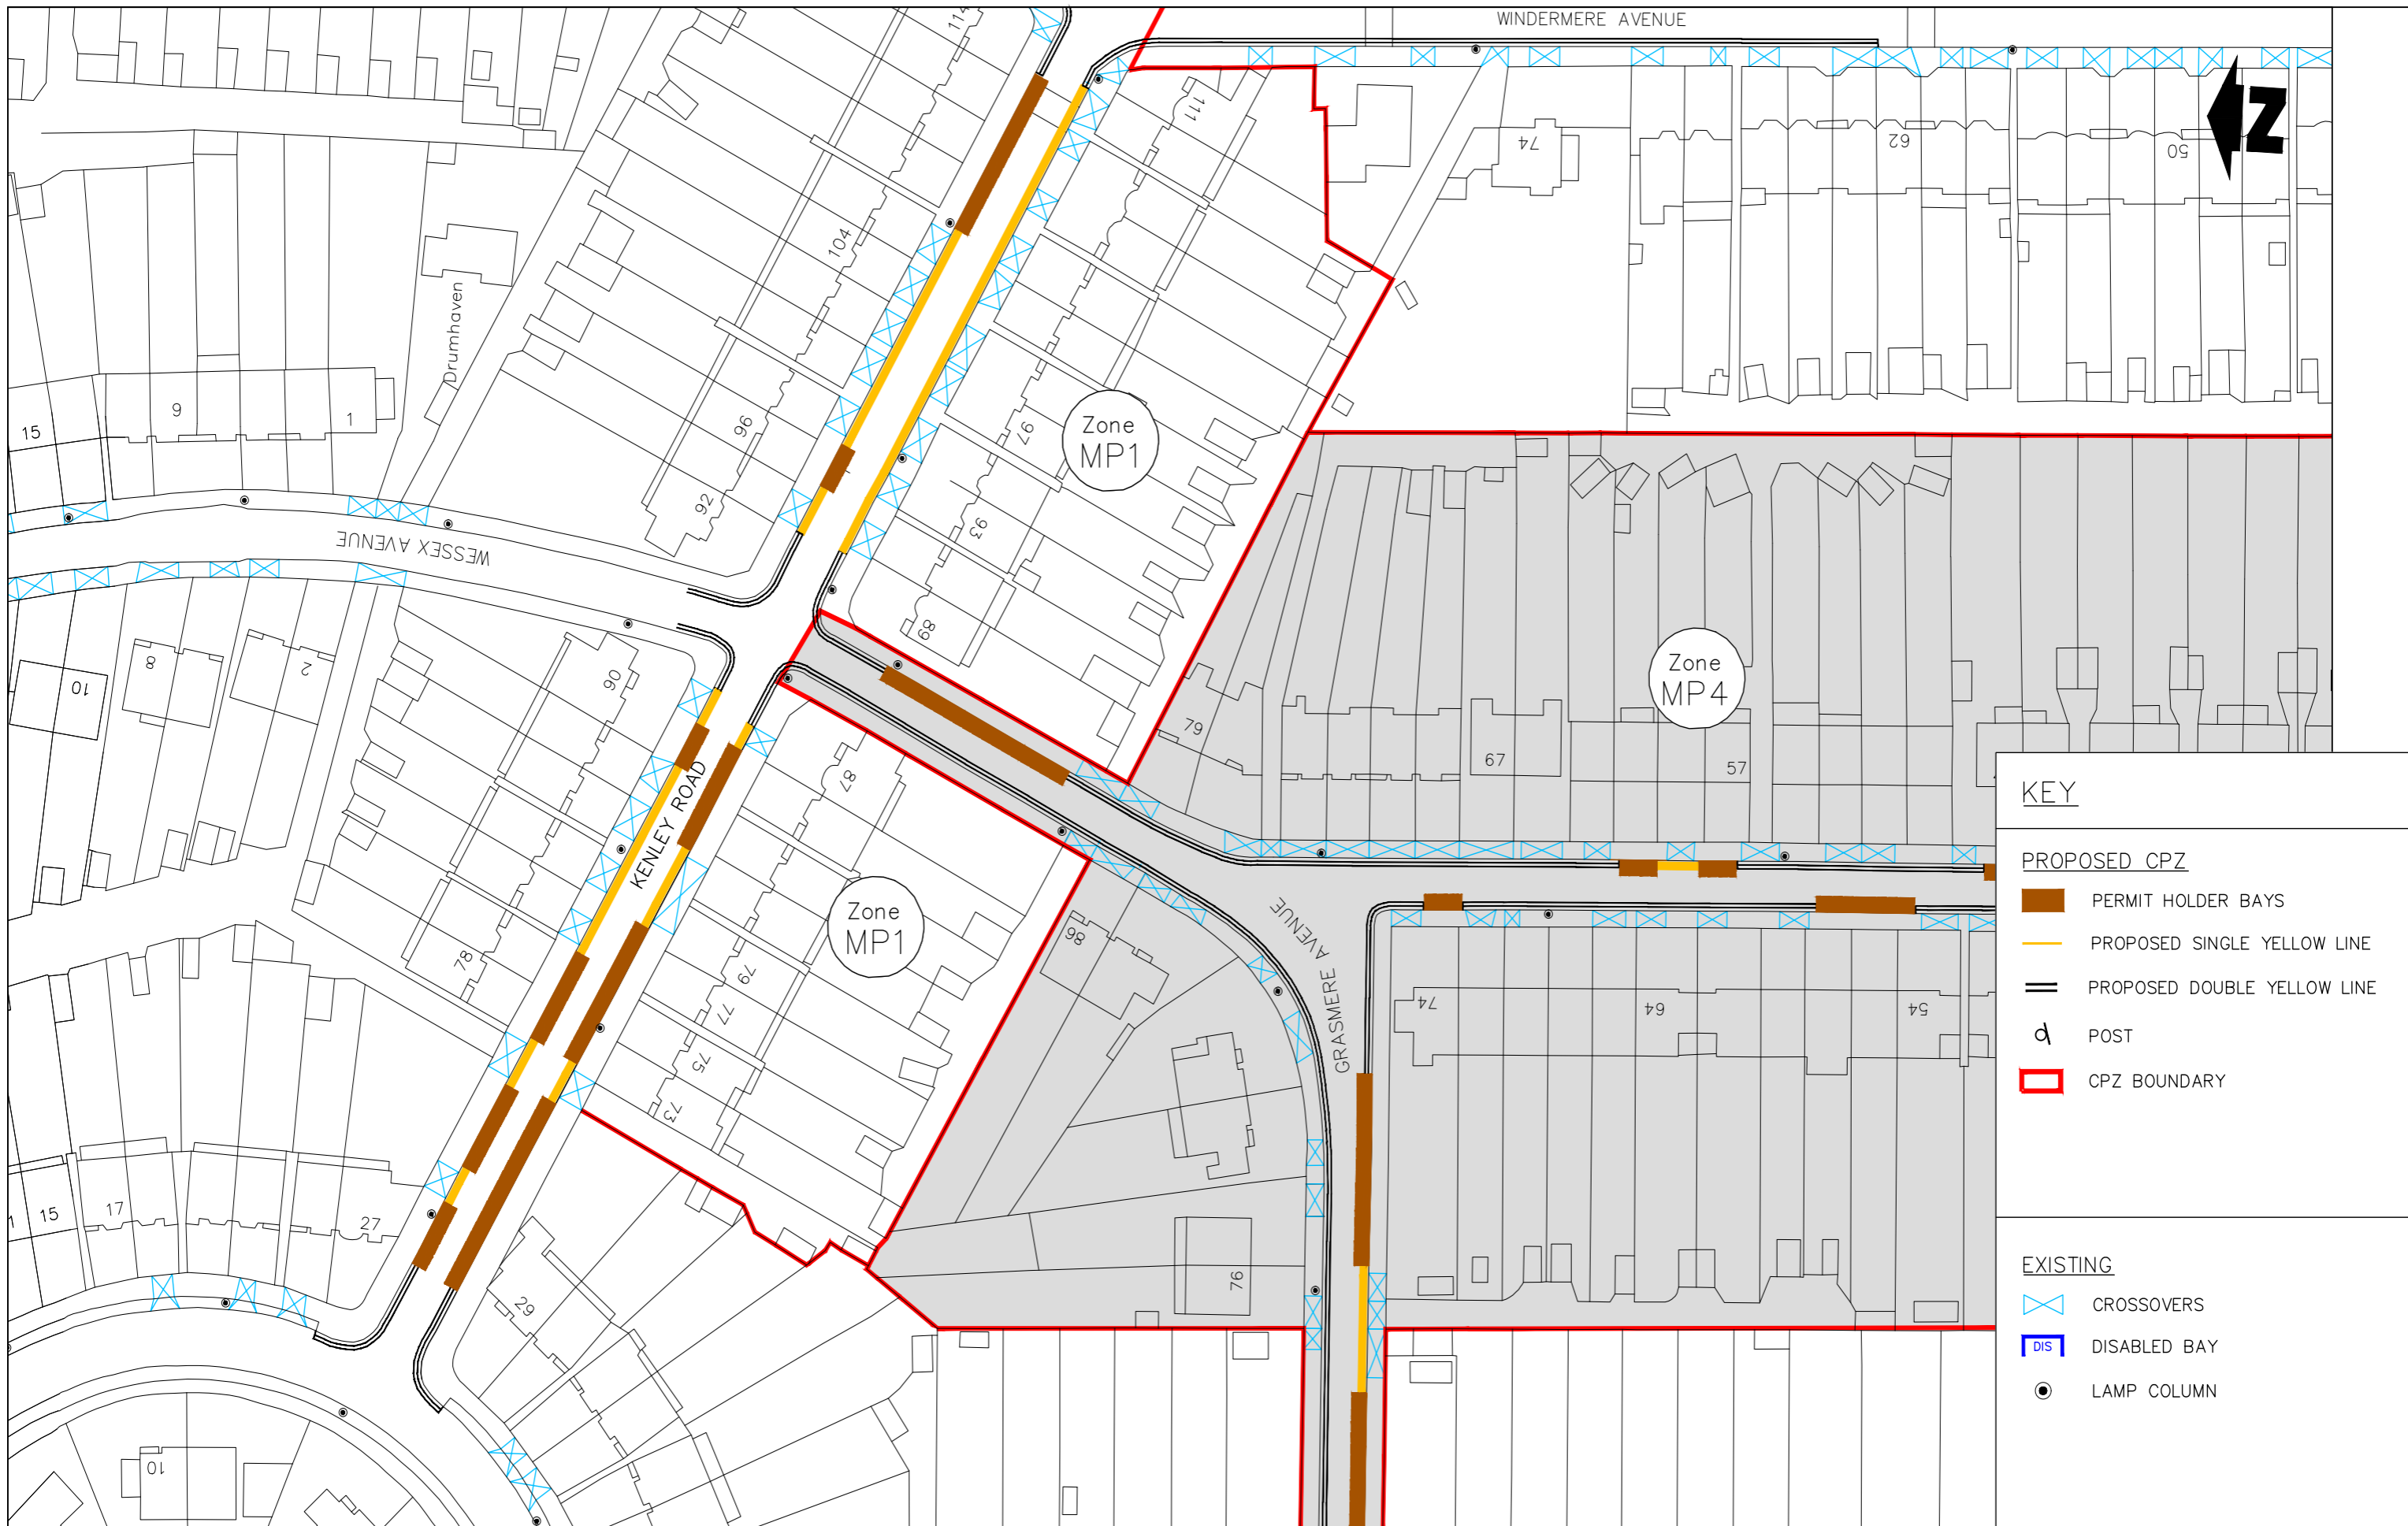 WINDERMERE AVENUE
114
111
74
62
50
Z
104
Drumhaven
96
97
Zone
MP1
15
9
1
92
93
WESSEX AVENUE
89
90
8
2
10
Zone
MP4
79
67
57
87
KENLEY ROAD
Zone
MP1
86
GRASMERE AVENUE
78
79
77
75
73
74
64
54
15
17
27
29
76
10
KEY
PROPOSED CPZ
PERMIT HOLDER BAYS
PROPOSED SINGLE YELLOW LINE
PROPOSED DOUBLE YELLOW LINE
POST
CPZ BOUNDARY
EXISTING
CROSSOVERS
DIS DISABLED BAY
LAMP COLUMN